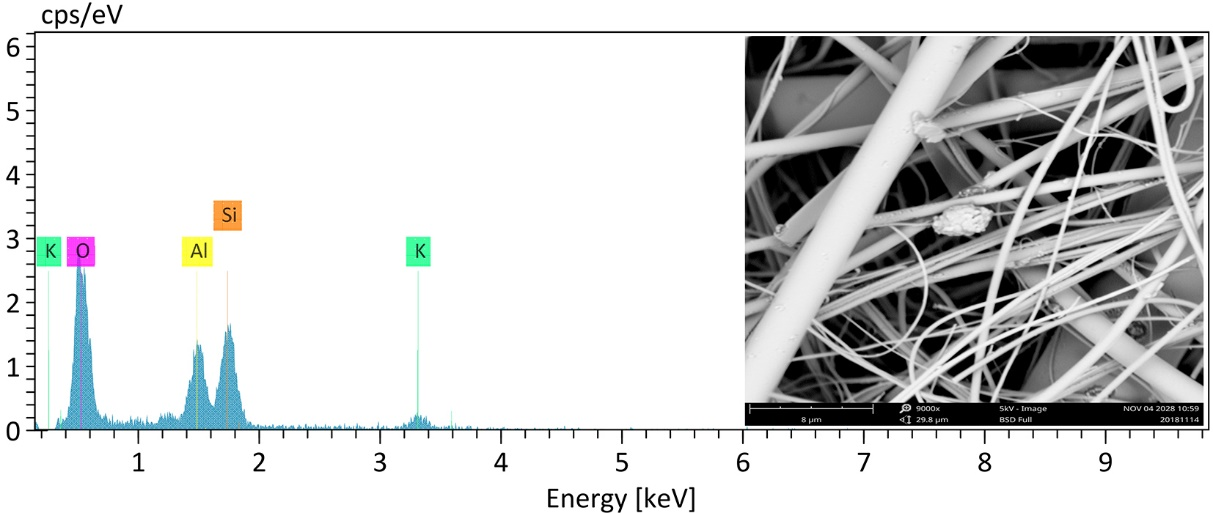 cps/eV
6
5
4
3
2
1
0
K
O
Al
Si
K
1
2
3
4
5
6
7
8
9
Energy [keV]
8 µm
9000x
29.8 µm
5kV - Image
BSD Full
NOV 04 2028 10:59
20181114